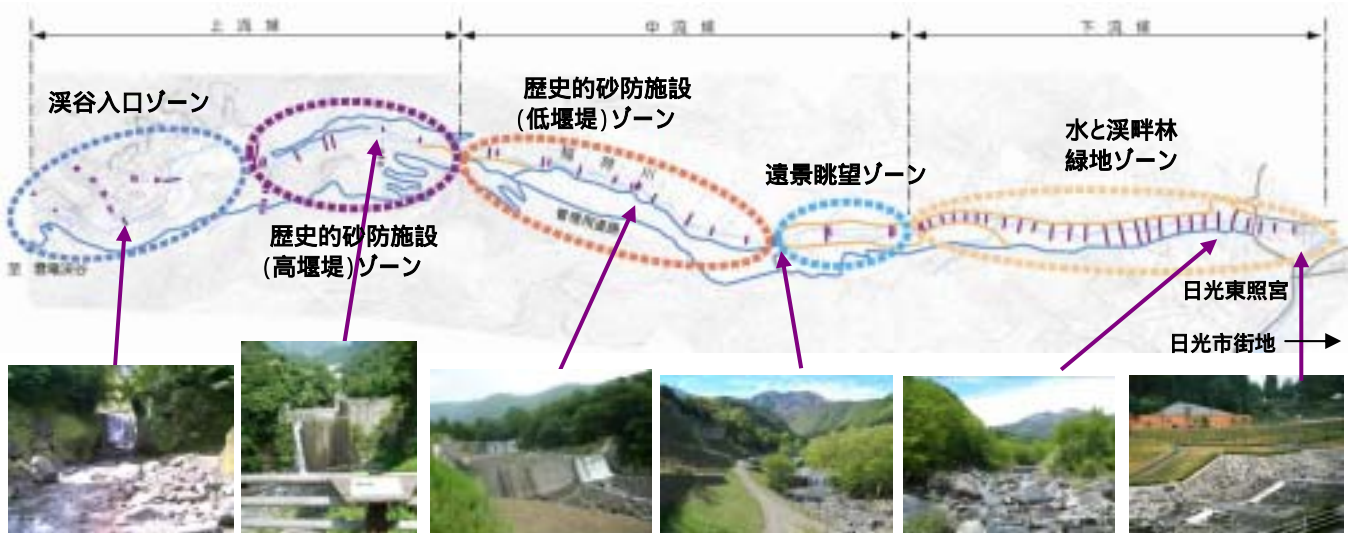 上流域
中流域
下流域
渓谷入口ゾーン
歴史的砂防施設
(高堰堤)ゾーン
歴史的砂防施設
(低堰堤)ゾーン
遠景眺望ゾーン
水と渓畔林
緑地ゾーン
稲荷川
日光東照宮
日光市街地